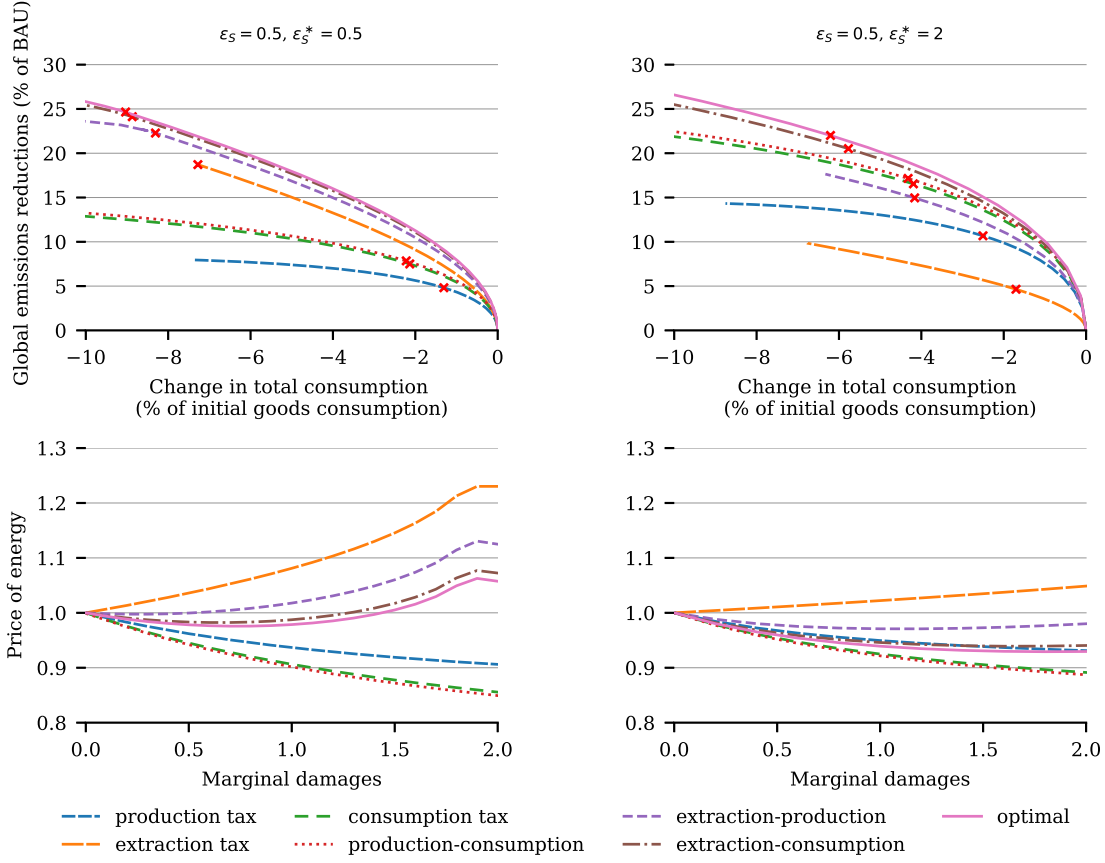 ε_S = 0.5, ε_S^* = 0.5
ε_S = 0.5, ε_S^* = 2
Global emissions reductions (% of BAU)
30
25
20
15
10
5
0
−10 −8 −6 −4 −2 0
Change in total consumption
(% of initial goods consumption)
30
25
20
15
10
5
0
−10 −8 −6 −4 −2 0
Change in total consumption
(% of initial goods consumption)
Price of energy
1.3
1.2
1.1
1.0
0.9
0.8
0.0 0.5 1.0 1.5 2.0
Marginal damages
1.3
1.2
1.1
1.0
0.9
0.8
0.0 0.5 1.0 1.5 2.0
Marginal damages
production tax
extraction tax
consumption tax
production-consumption
extraction-production
extraction-consumption
optimal